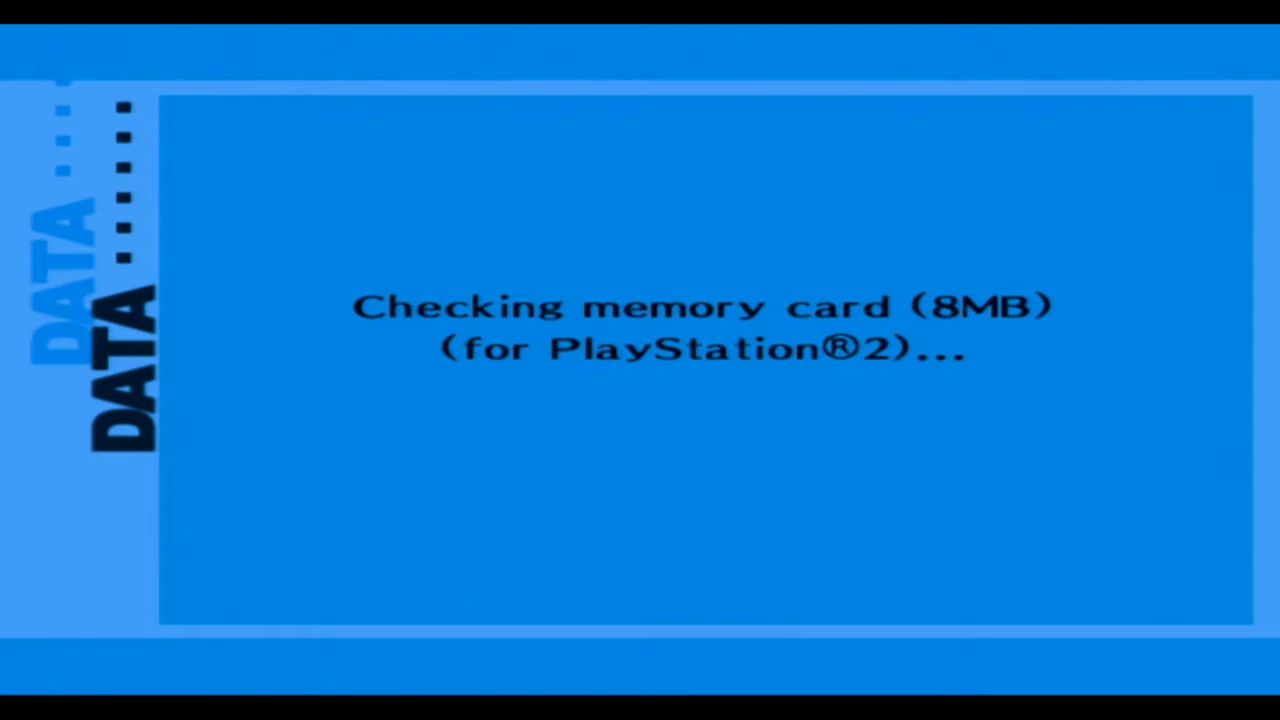 DATA ......
DATA ....
Checking memory card (8MB)
(for PlayStation®2)...